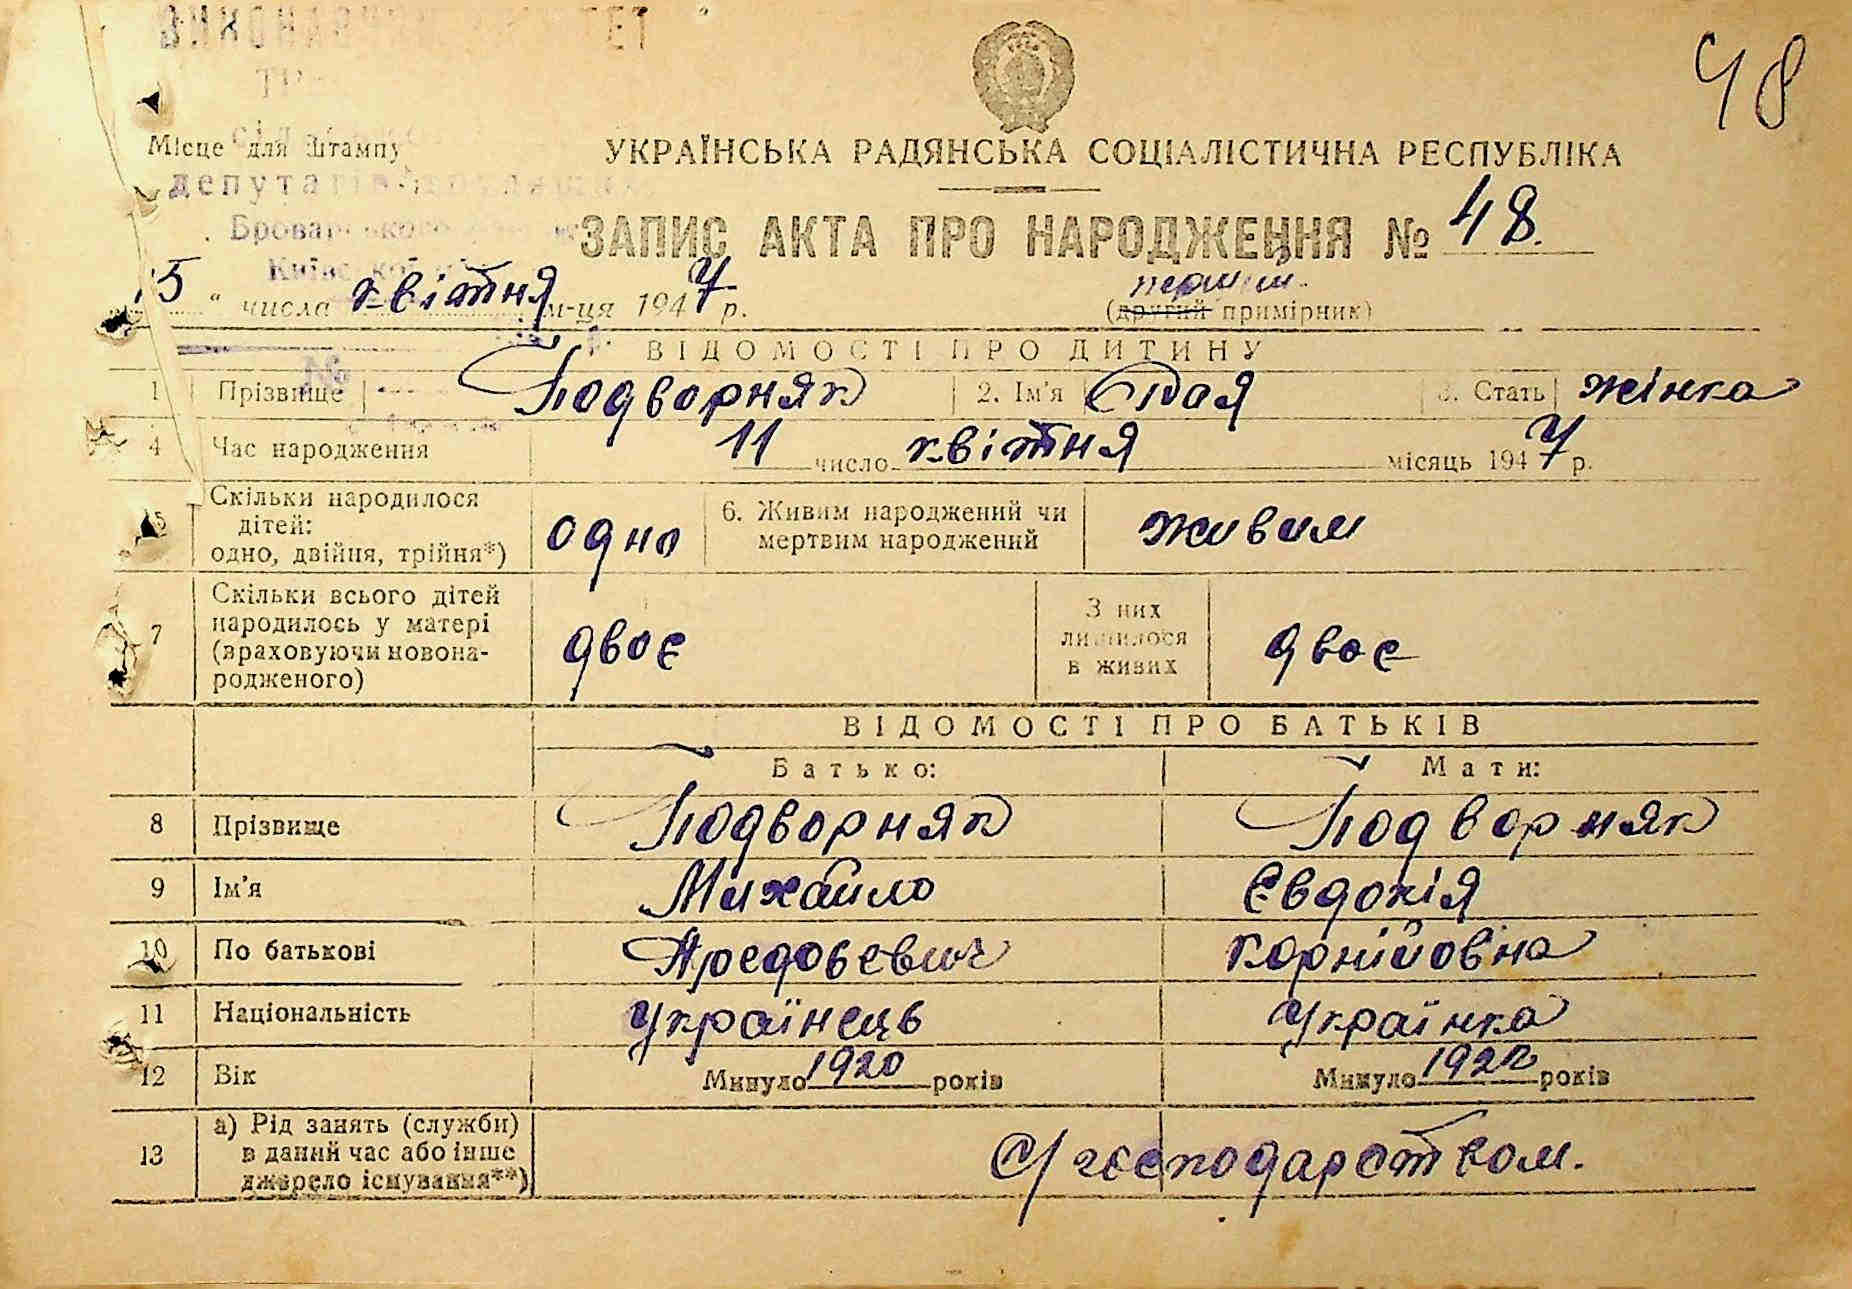 48
Місце для штампу
УКРАЇНСЬКА РАДЯНСЬКА СОЦІАЛІСТИЧНА РЕСПУБЛІКА
депутатів
ЗАПИС АКТА ПРО НАРОДЖЕННЯ № 48.
15 " числа квітня м-ця 1947 р.
перший
(другий примірник)
ВІДОМОСТІ ПРО ДИТИНУ
№
1 Прізвище Подворняк 2. Ім'я 3. Стать жінка
4 Час народження 11 число квітня місяць 1947 р.
5 Скільки народилося дітей: одно, двійня, трійня*) одно 6. Живим народжений чи мертвим народжений живим
7 Скільки всього дітей народилось у матері (враховуючи новонародженого) двоє З них лишилося в живих двоє
ВІДОМОСТІ ПРО БАТЬКІВ
Батько: Мати:
8 Прізвище Подворняк Подворняк
9 Ім'я Михайло Євдокія
10 По батькові Корнійовна
11 Національність Українець Українка
12 Вік Минуло 1920 років Минуло 1922 років
13 а) Рід занять (служби) в даний час або інше джерело існування**) С/господарством.